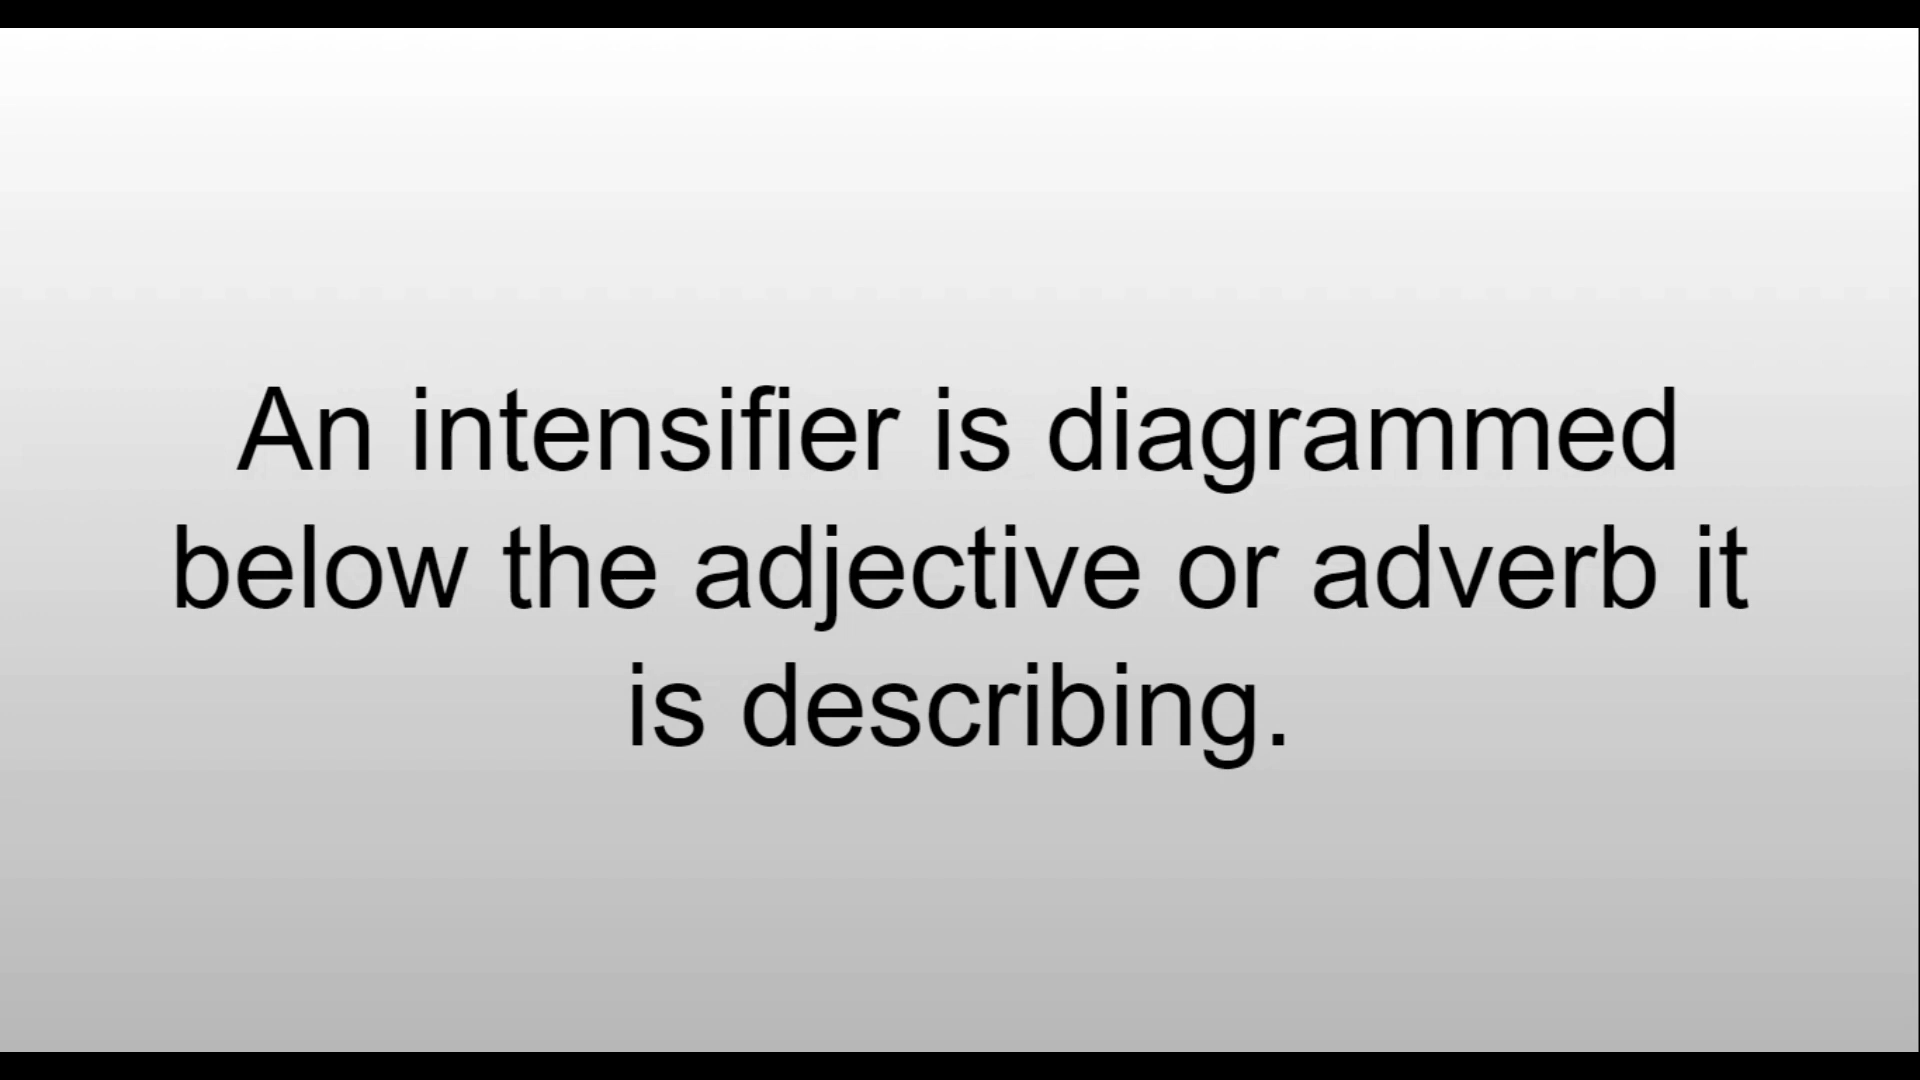 An intensifier is diagrammed
below the adjective or adverb it
is describing.